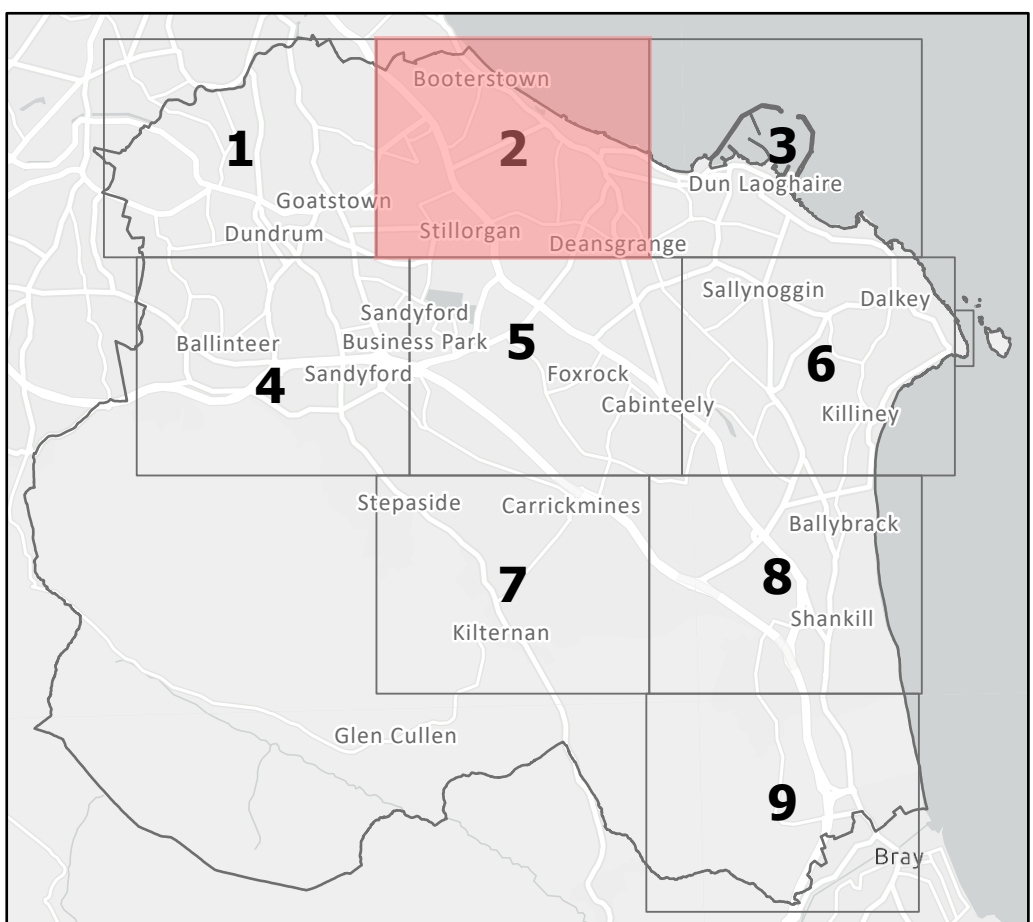 Booterstown
1
2
3
Dun Laoghaire
Goatstown
Dundrum
Stillorgan
Deansgrange
Sallynoggin
Dalkey
Sandyford
Business Park
Ballinteer
5
6
Sandyford
4
Foxrock
Cabinteely
Killiney
Stepaside
Carrickmines
Ballybrack
7
8
Shankill
Kilternan
Glen Cullen
9
Bray